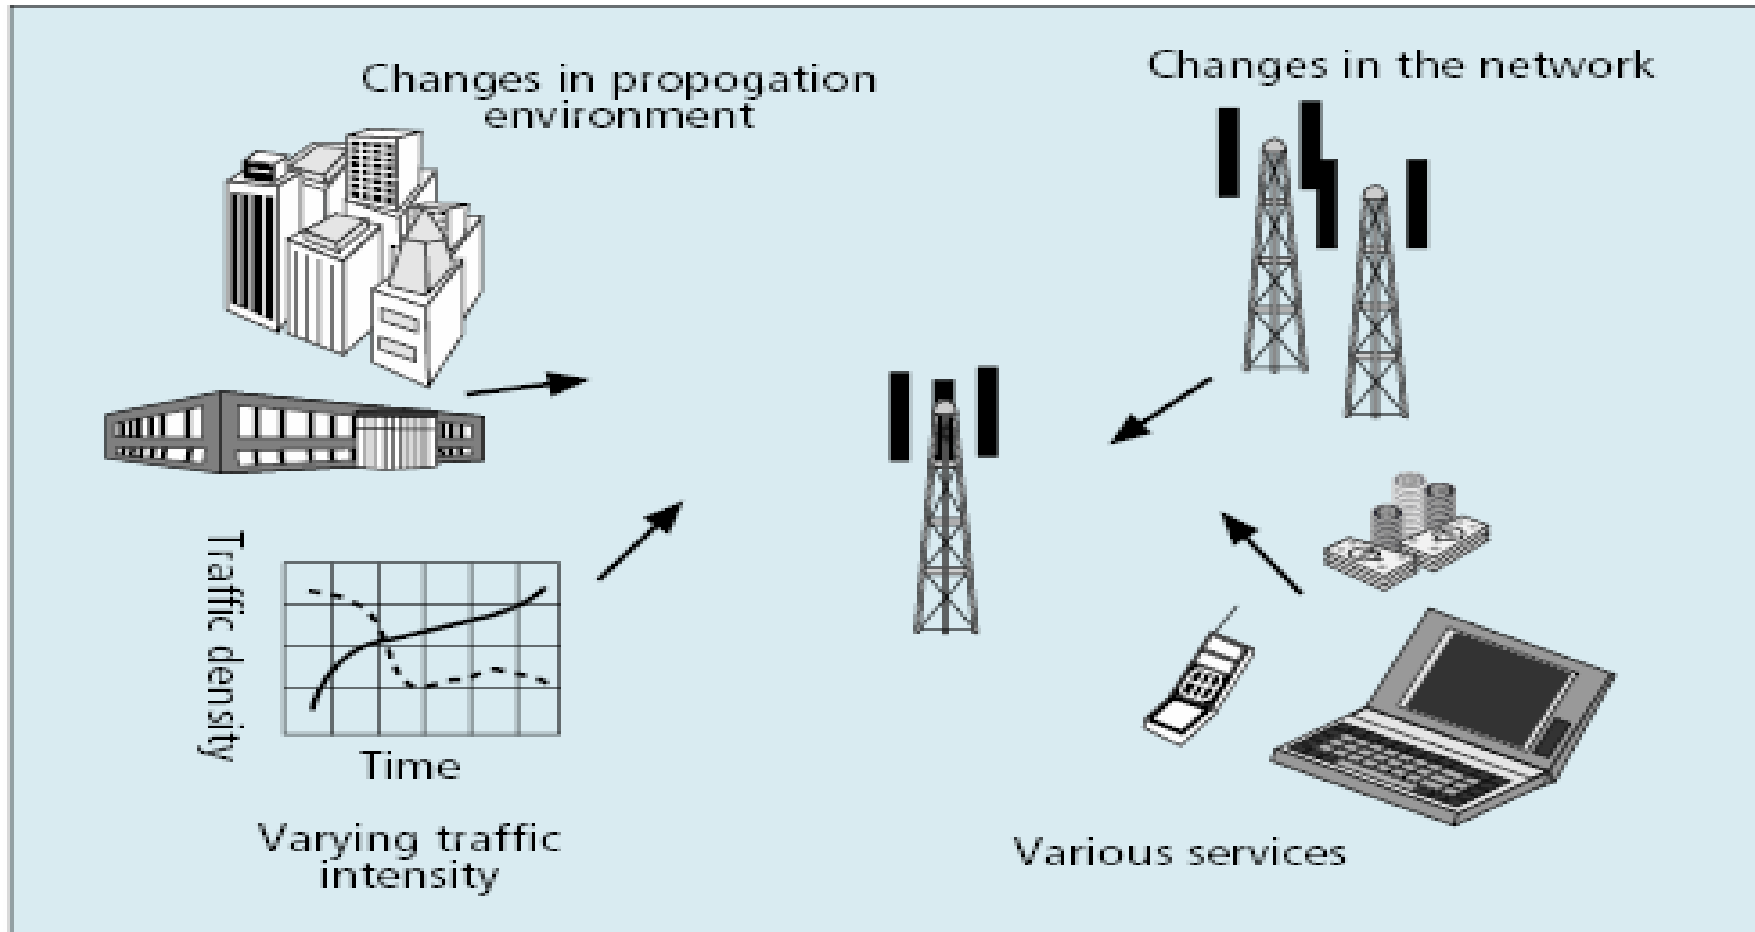 Changes in propogation
environment
Changes in the network
Traffic density
Time
Varying traffic
intensity
Various services